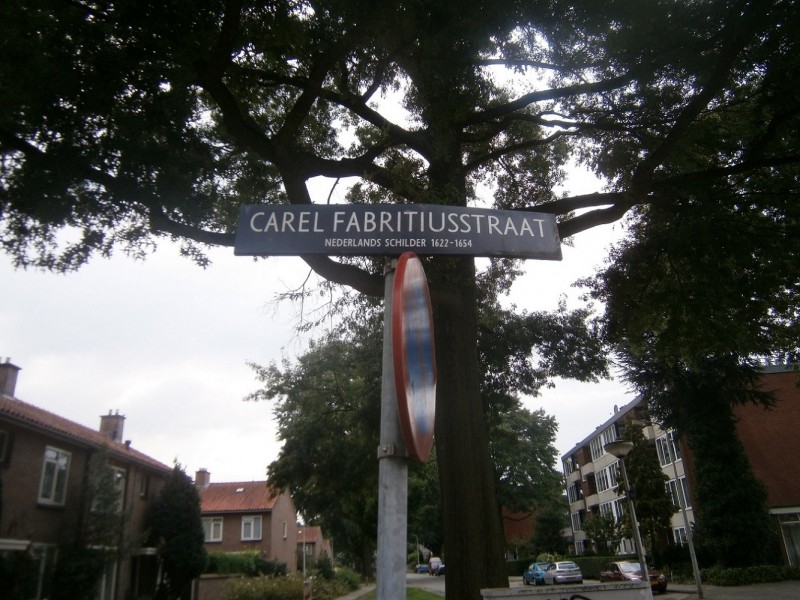 CAREL FABRITIUSSTRAAT
NEDERLANDS SCHILDER 1622-1654